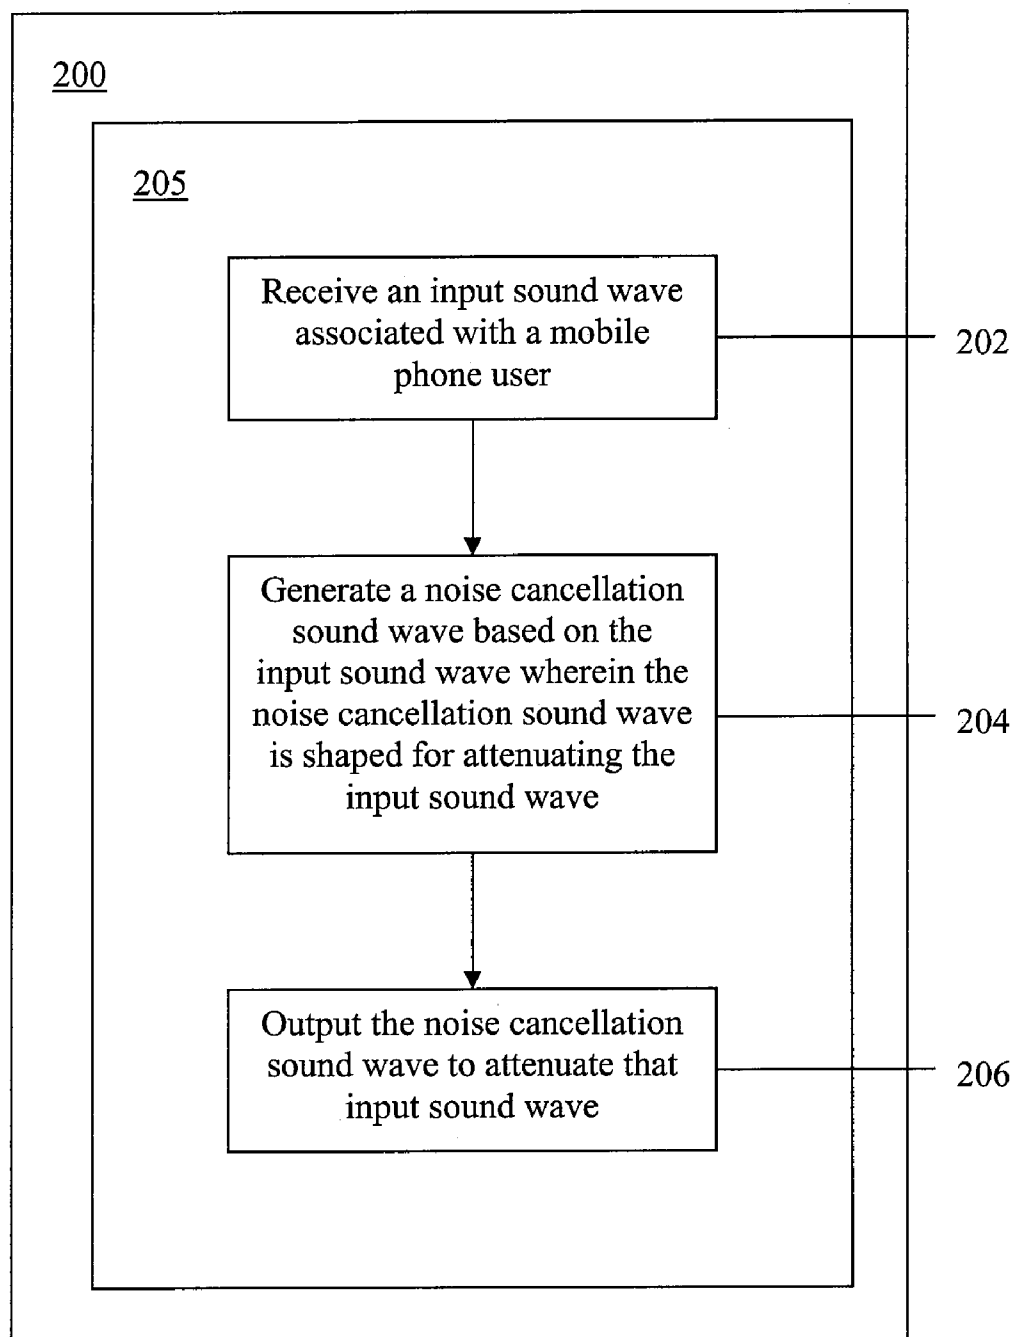 200
205
Receive an input sound wave
associated with a mobile
phone user
202
Generate a noise cancellation
sound wave based on the
input sound wave wherein the
noise cancellation sound wave
is shaped for attenuating the
input sound wave
204
Output the noise cancellation
sound wave to attenuate that
input sound wave
206